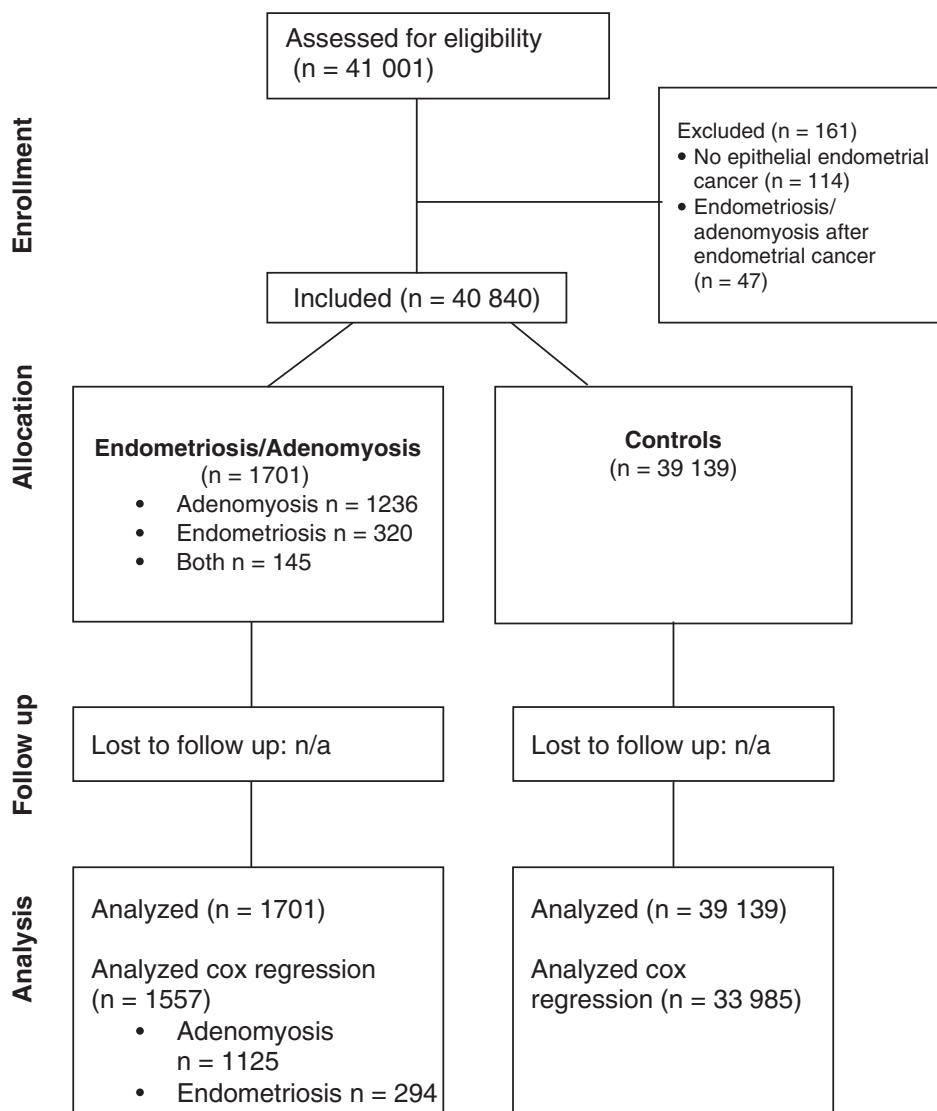 Assessed for eligibility
(n = 41 001)
Enrollment
Excluded (n = 161)
• No epithelial endometrial
cancer (n = 114)
• Endometriosis/
adenomyosis after
endometrial cancer
(n = 47)
Included (n = 40 840)
Allocation
Endometriosis/Adenomyosis
(n = 1701)
• Adenomyosis n = 1236
• Endometriosis n = 320
• Both n = 145
Controls
(n = 39 139)
Follow up
Lost to follow up: n/a
Lost to follow up: n/a
Analysis
Analyzed (n = 1701)
Analyzed cox regression
(n = 1557)
• Adenomyosis
n = 1125
• Endometriosis n = 294
Analyzed (n = 39 139)
Analyzed cox
regression (n = 33 985)